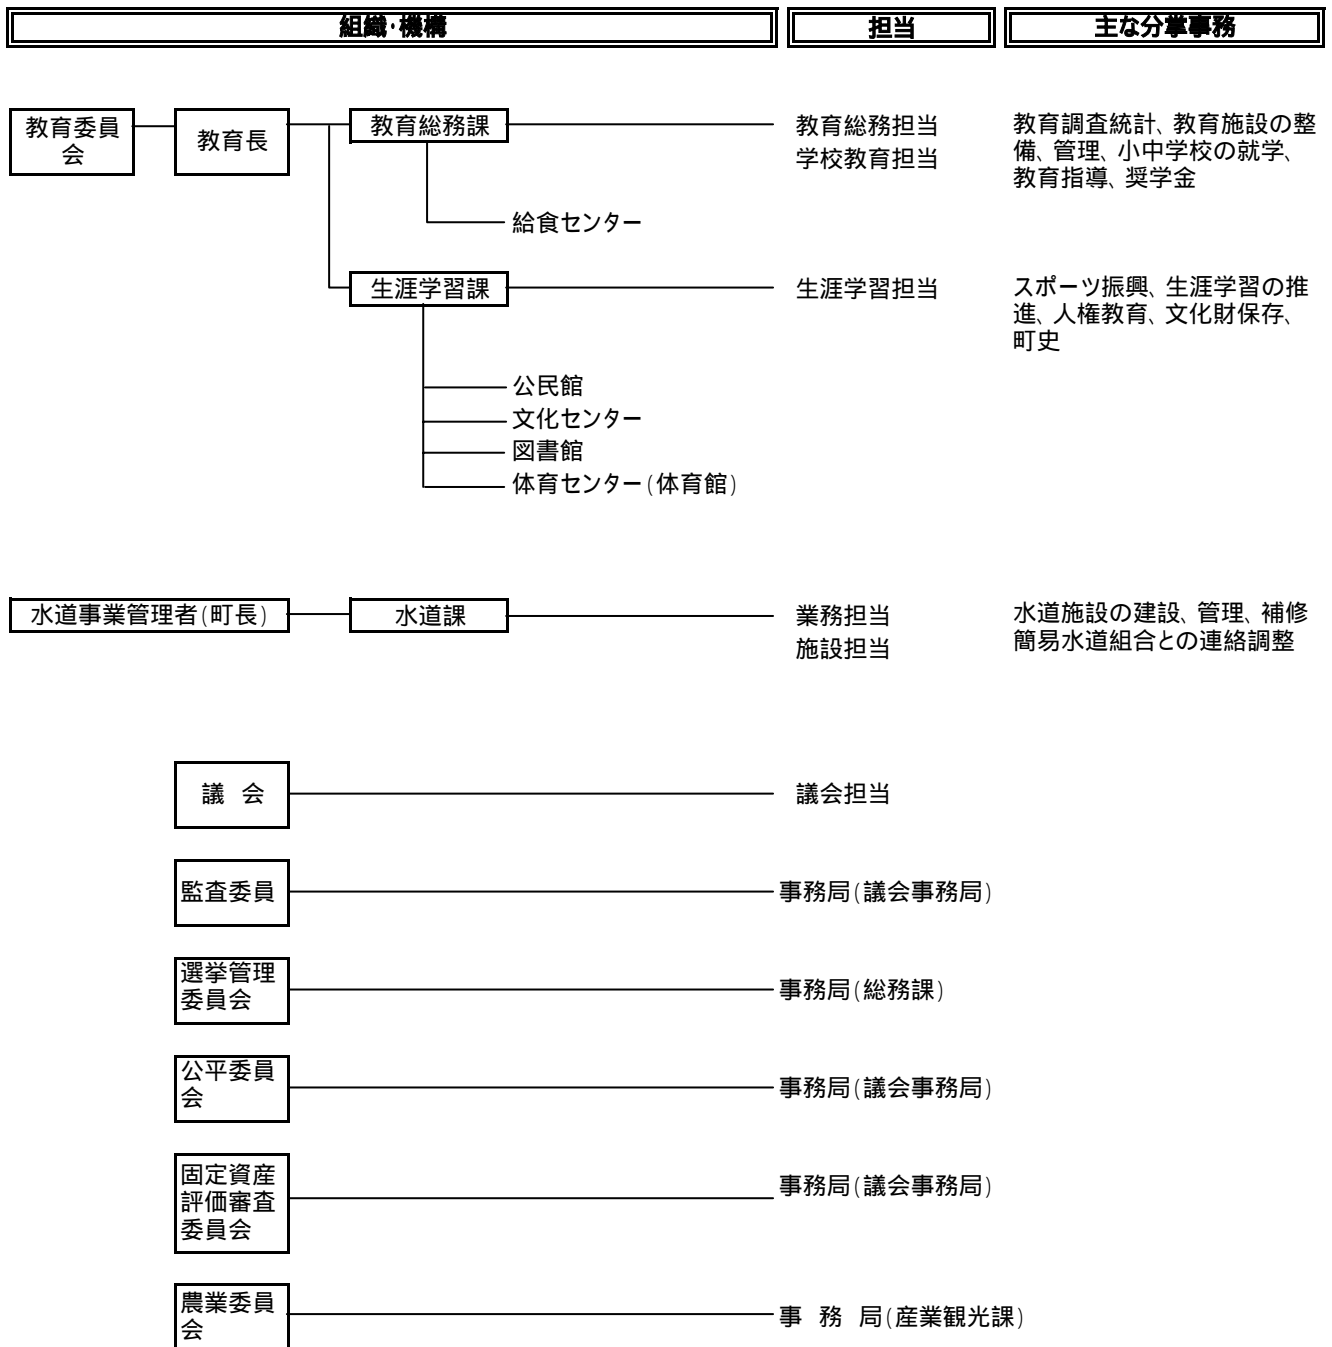 組織・機構
担当
主な分掌事務
教育委員
会
教育長
教育総務課
教育総務担当
学校教育担当
教育調査統計、教育施設の整
備、管理、小中学校の就学、
教育指導、奨学金
給食センター
生涯学習課
生涯学習担当
スポーツ振興、生涯学習の推
進、人権教育、文化財保存、
町史
公民館
文化センター
図書館
体育センター(体育館)
水道事業管理者(町長)
水道課
業務担当
施設担当
水道施設の建設、管理、補修
簡易水道組合との連絡調整
議 会
議会担当
監査委員
事務局(議会事務局)
選挙管理
委員会
事務局(総務課)
公平委員
会
事務局(議会事務局)
固定資産
評価審査
委員会
事務局(議会事務局)
農業委員
会
事 務 局(産業観光課)